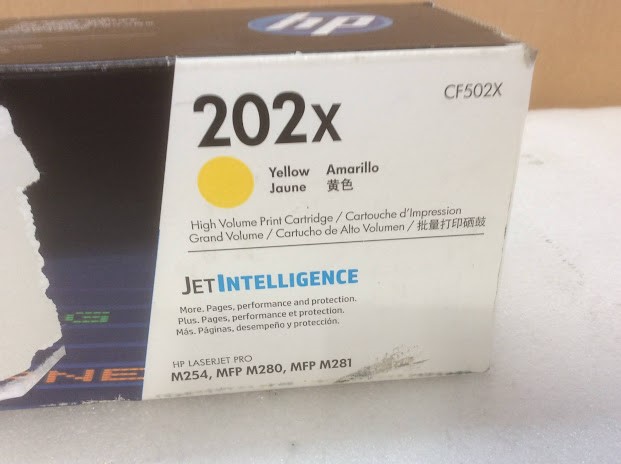 hp
CF502X
202X
Yellow Amarillo
Jaune 黄色
High Volume Print Cartridge / Cartouche d'Impression
Grand Volume / Cartucho de Alto Volumen / 批量打印硒鼓
JETINTELLIGENCE
More. Pages, performance and protection.
Plus. Pages, performance et protection.
Más. Páginas, desempeño y protección.
HP LASERJET PRO
M254, MFP M280, MFP M281